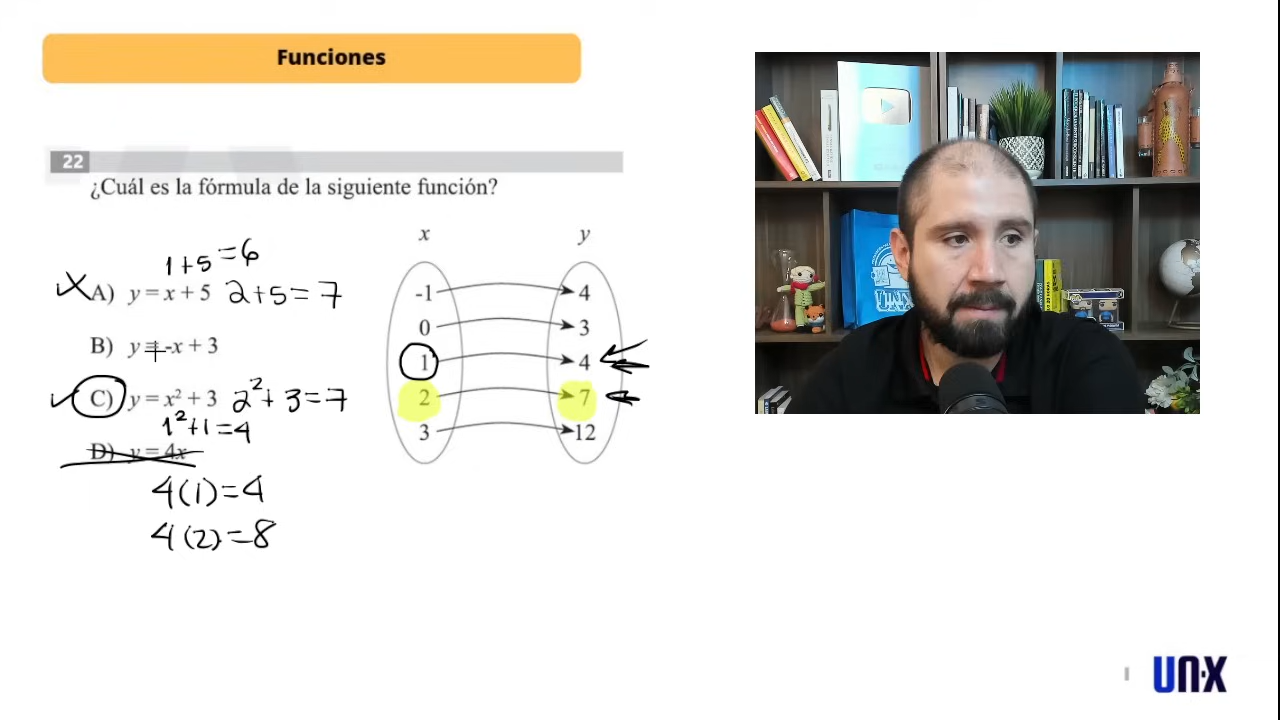 Funciones
22
¿Cuál es la fórmula de la siguiente función?
x y
1+5=6
A) y = x + 5 2+5=7
B) y = -x + 3
C) y = x² + 3 2²+3=7
1²+1=4
D) y = 4x
4(1)=4
4(2)=8
-1 4
0 3
1 4
2 7
3 12
UNX